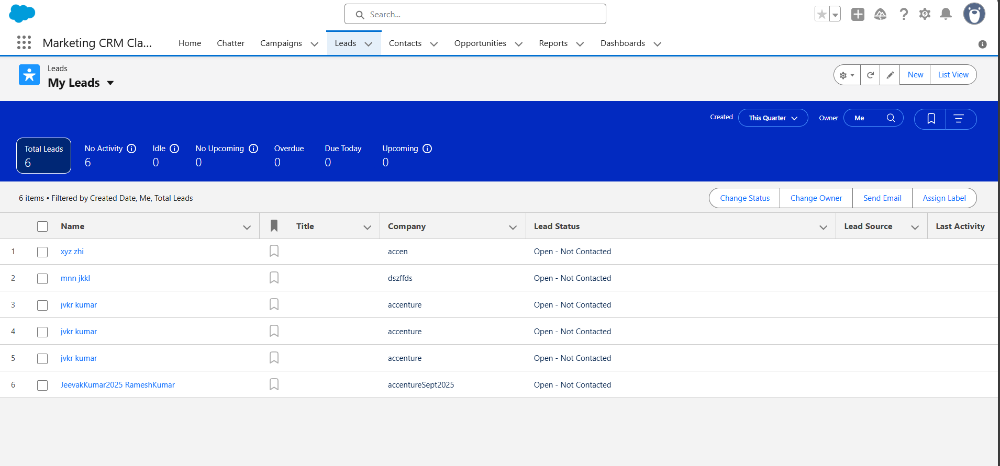 Search...
Marketing CRM Cla... Home Chatter Campaigns Leads Contacts Opportunities Reports Dashboards
Leads
My Leads
New List View
Created This Quarter Owner Me
Total Leads No Activity Idle No Upcoming Overdue Due Today Upcoming
6 6 0 0 0 0 0
6 items • Filtered by Created Date, Me, Total Leads
Change Status Change Owner Send Email Assign Label
Name Title Company Lead Status Lead Source Last Activity
1 xyz zhi accen Open - Not Contacted
2 mnn jkkl dszffds Open - Not Contacted
3 jvkr kumar accenture Open - Not Contacted
4 jvkr kumar accenture Open - Not Contacted
5 jvkr kumar accenture Open - Not Contacted
6 JeevakKumar2025 RameshKumar accentureSept2025 Open - Not Contacted